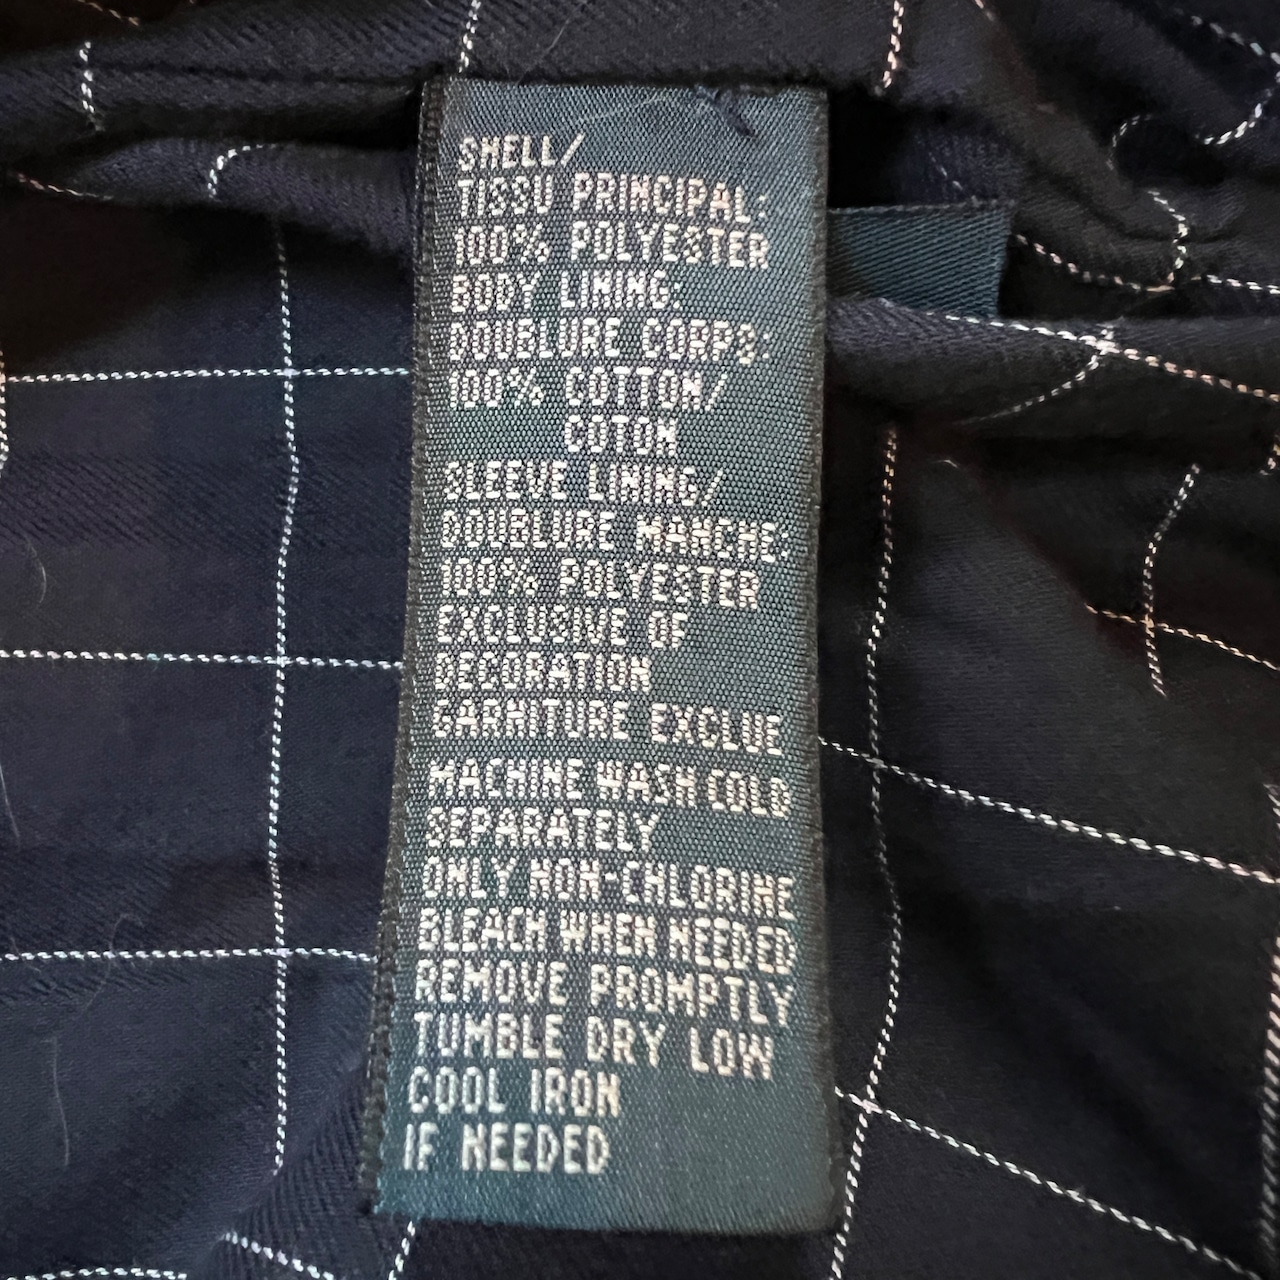 SHELL/
TISSU PRINCIPAL:
100% POLYESTER
BODY LINING:
DOUBLURE CORPS:
100% COTTON/
COTON
SLEEVE LINING/
DOUBLURE MANCHE:
100% POLYESTER
EXCLUSIVE OF
DECORATION
GARNITURE EXCLUE
MACHINE WASH COLD
SEPARATELY
ONLY NON-CHLORINE
BLEACH WHEN NEEDED
REMOVE PROMPTLY
TUMBLE DRY LOW
COOL IRON
IF NEEDED